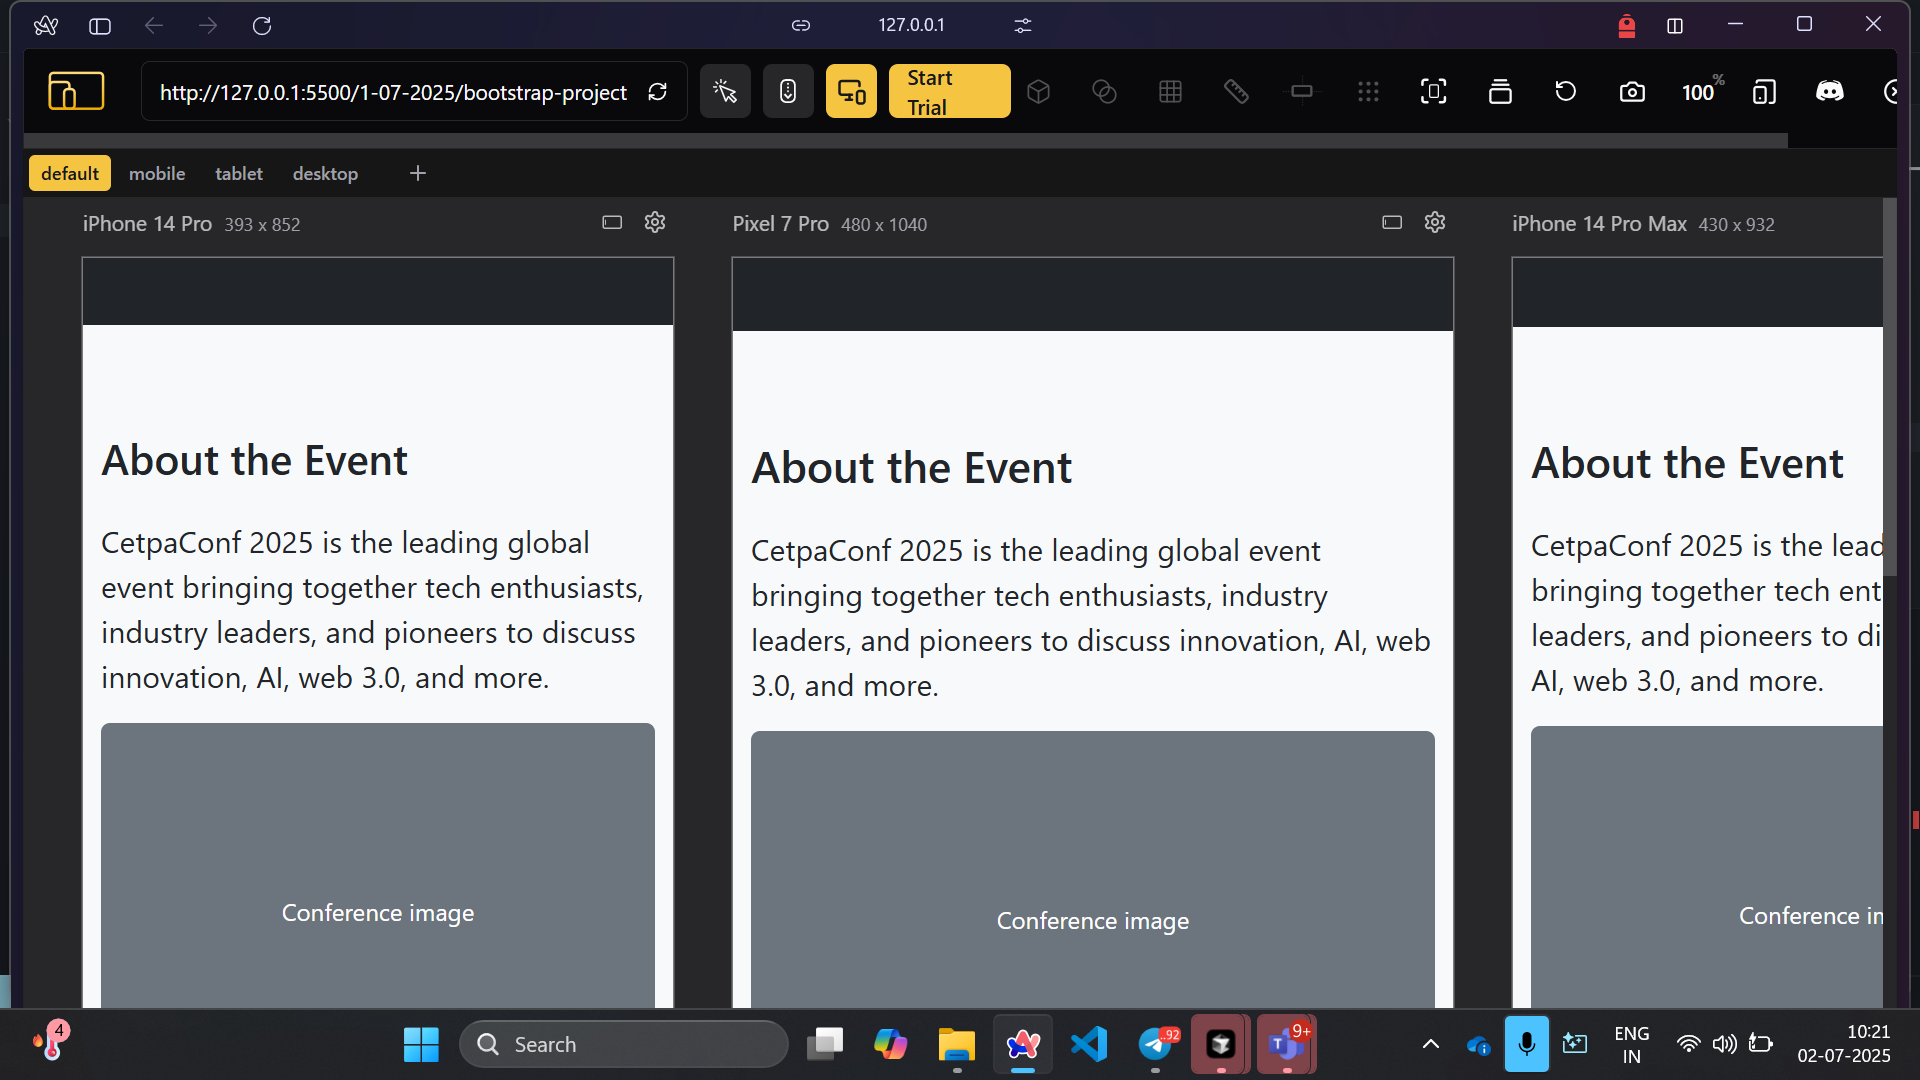 127.0.0.1
http://127.0.0.1:5500/1-07-2025/bootstrap-project
Start
Trial
100%
default mobile tablet desktop
iPhone 14 Pro 393 x 852
Pixel 7 Pro 480 x 1040
iPhone 14 Pro Max 430 x 932
About the Event
CetpaConf 2025 is the leading global
event bringing together tech enthusiasts,
industry leaders, and pioneers to discuss
innovation, AI, web 3.0, and more.
Conference image
About the Event
CetpaConf 2025 is the leading global event
bringing together tech enthusiasts, industry
leaders, and pioneers to discuss innovation, AI, web
3.0, and more.
Conference image
About the Event
CetpaConf 2025 is the lead
bringing together tech ent
leaders, and pioneers to di
AI, web 3.0, and more.
Conference in
4
Search
.92
T
9+
ENG
IN
10:21
02-07-2025